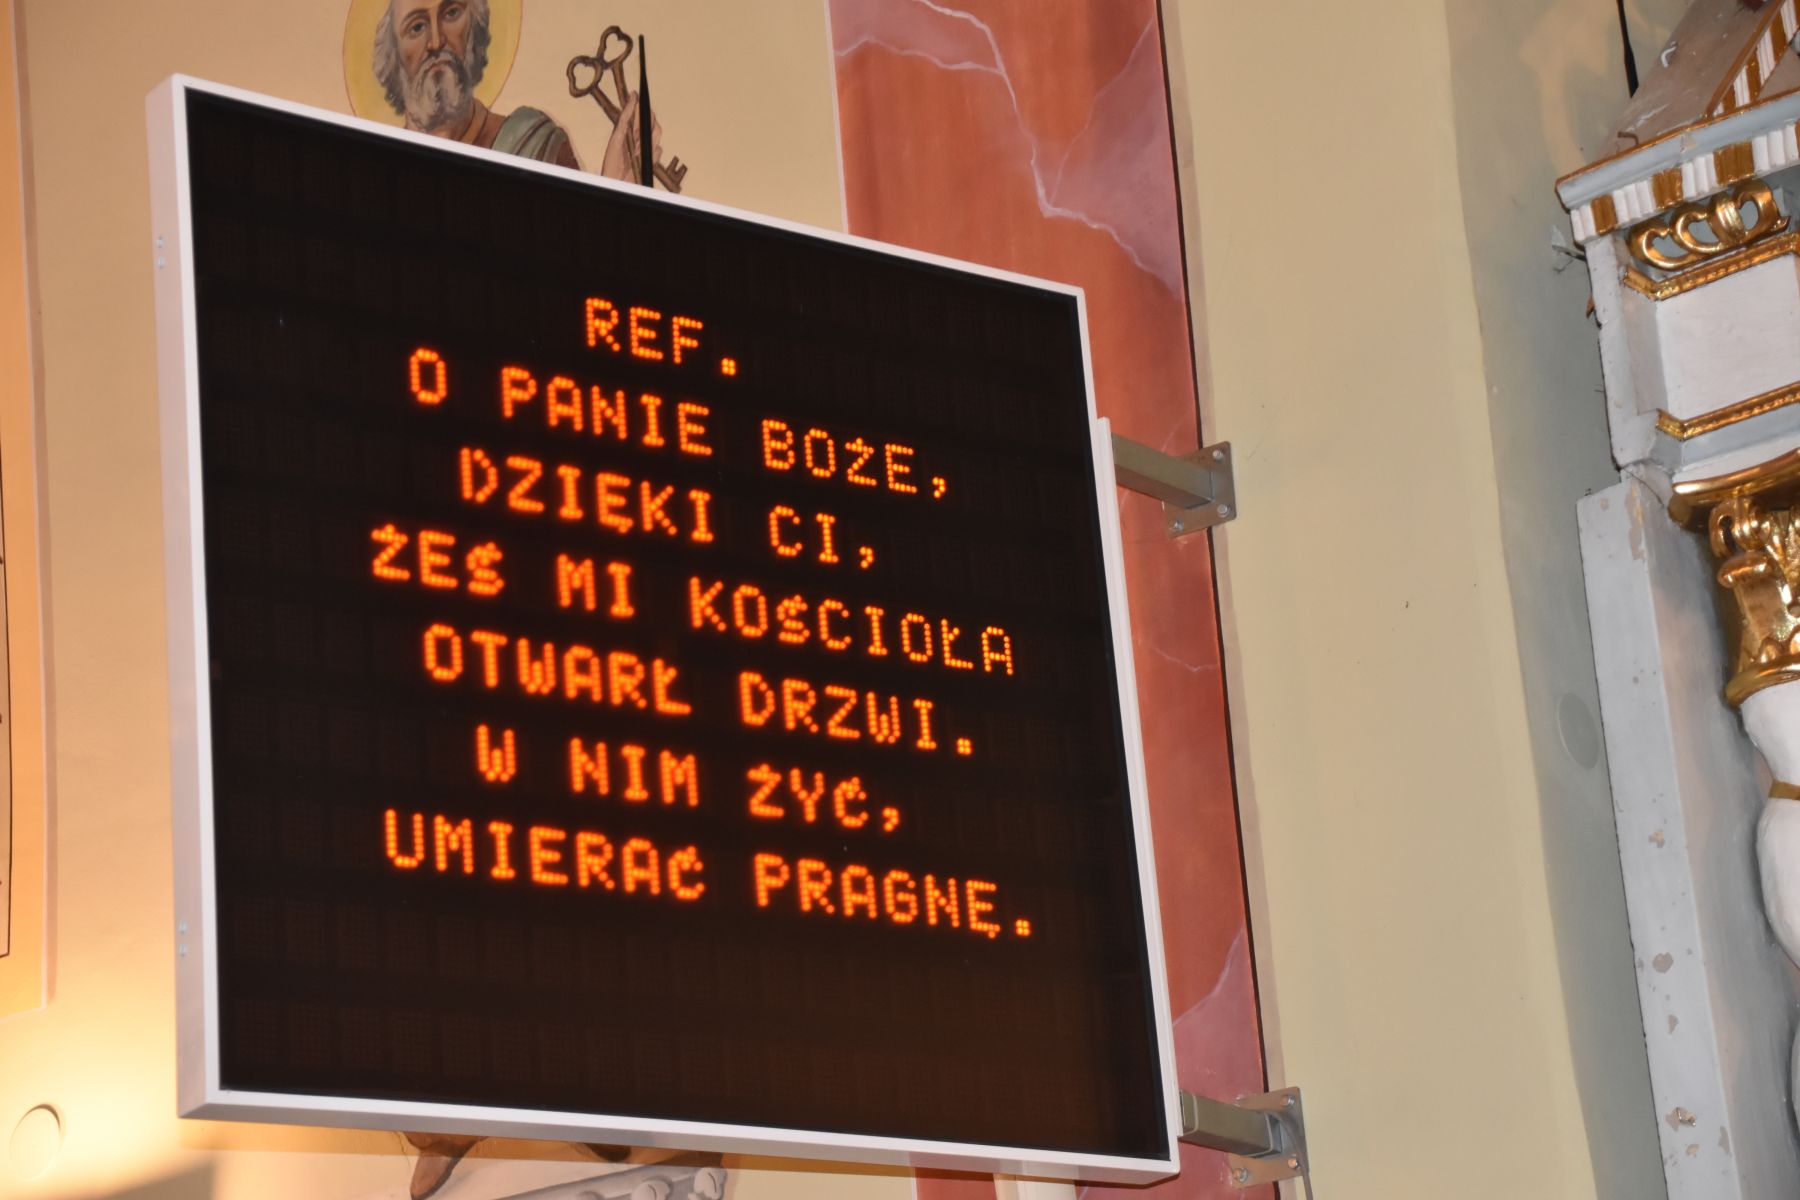 REF.
O PANIE BOŻE,
DZIĘKI CI,
ŻEŚ MI KOŚCIOŁA
OTWARŁ DRZWI.
W NIM ŻYĆ,
UMIERAĆ PRAGNĘ.